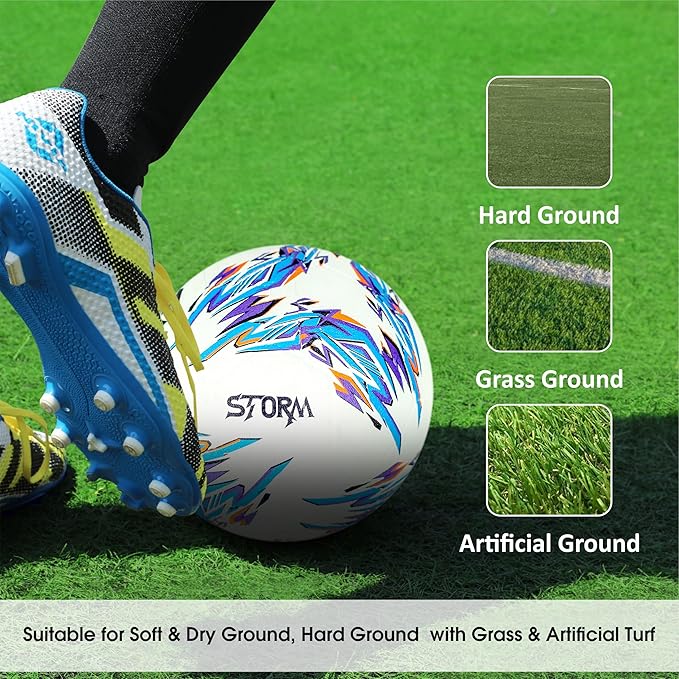 STORM
Hard Ground
Grass Ground
Artificial Ground
Suitable for Soft & Dry Ground, Hard Ground with Grass & Artificial Turf